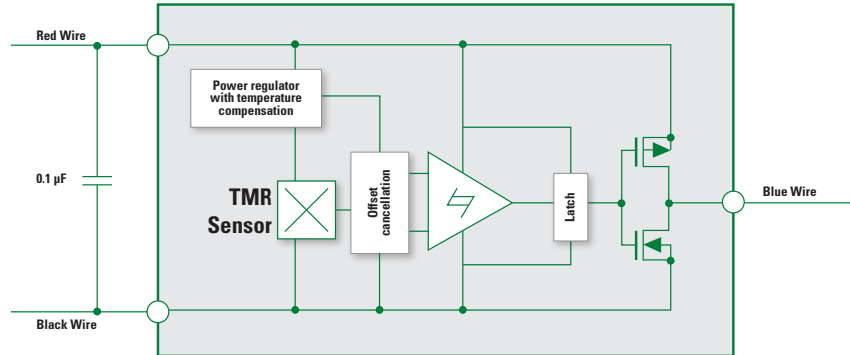 Red Wire
Power regulator
with temperature
compensation
0.1 µF
TMR
Sensor
Offset
cancellation
Latch
Blue Wire
Black Wire